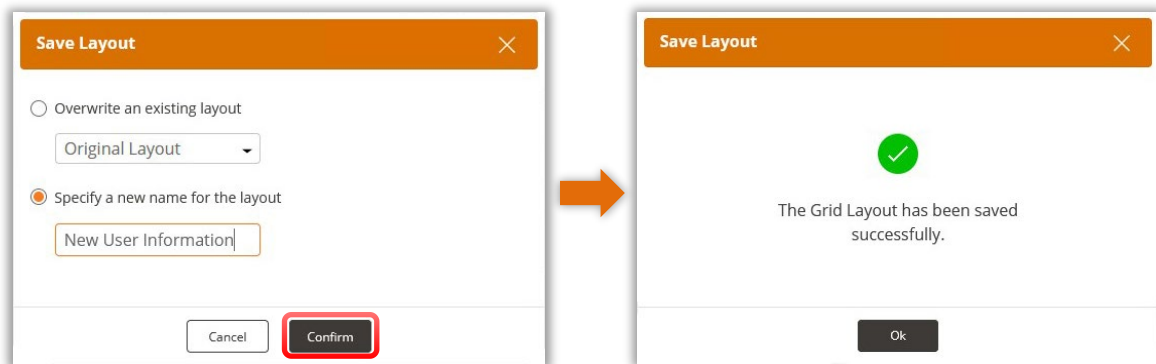 Save Layout
Overwrite an existing layout
Original Layout
Specify a new name for the layout
New User Information
Cancel
Confirm
Save Layout
The Grid Layout has been saved
successfully.
Ok